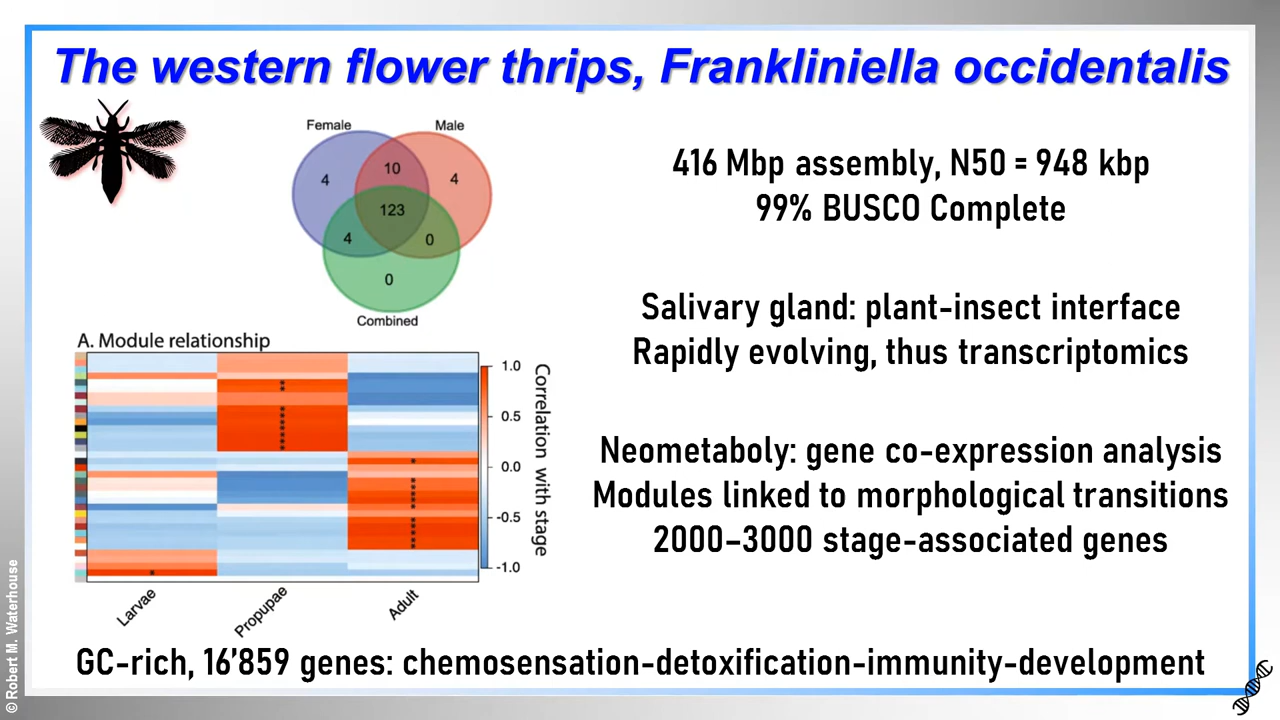 The western flower thrips, Frankliniella occidentalis
Female
Male
4
10
4
123
4
0
0
Combined
416 Mbp assembly, N50 = 948 kbp
99% BUSCO Complete
Salivary gland: plant-insect interface
Rapidly evolving, thus transcriptomics
Neometaboly: gene co-expression analysis
Modules linked to morphological transitions
2000–3000 stage-associated genes
A. Module relationship
1.0
0.5
0.0
-0.5
-1.0
Correlation with stage
Larvae
Propupae
Adult
GC-rich, 16’859 genes: chemosensation-detoxification-immunity-development
© Robert M. Waterhouse